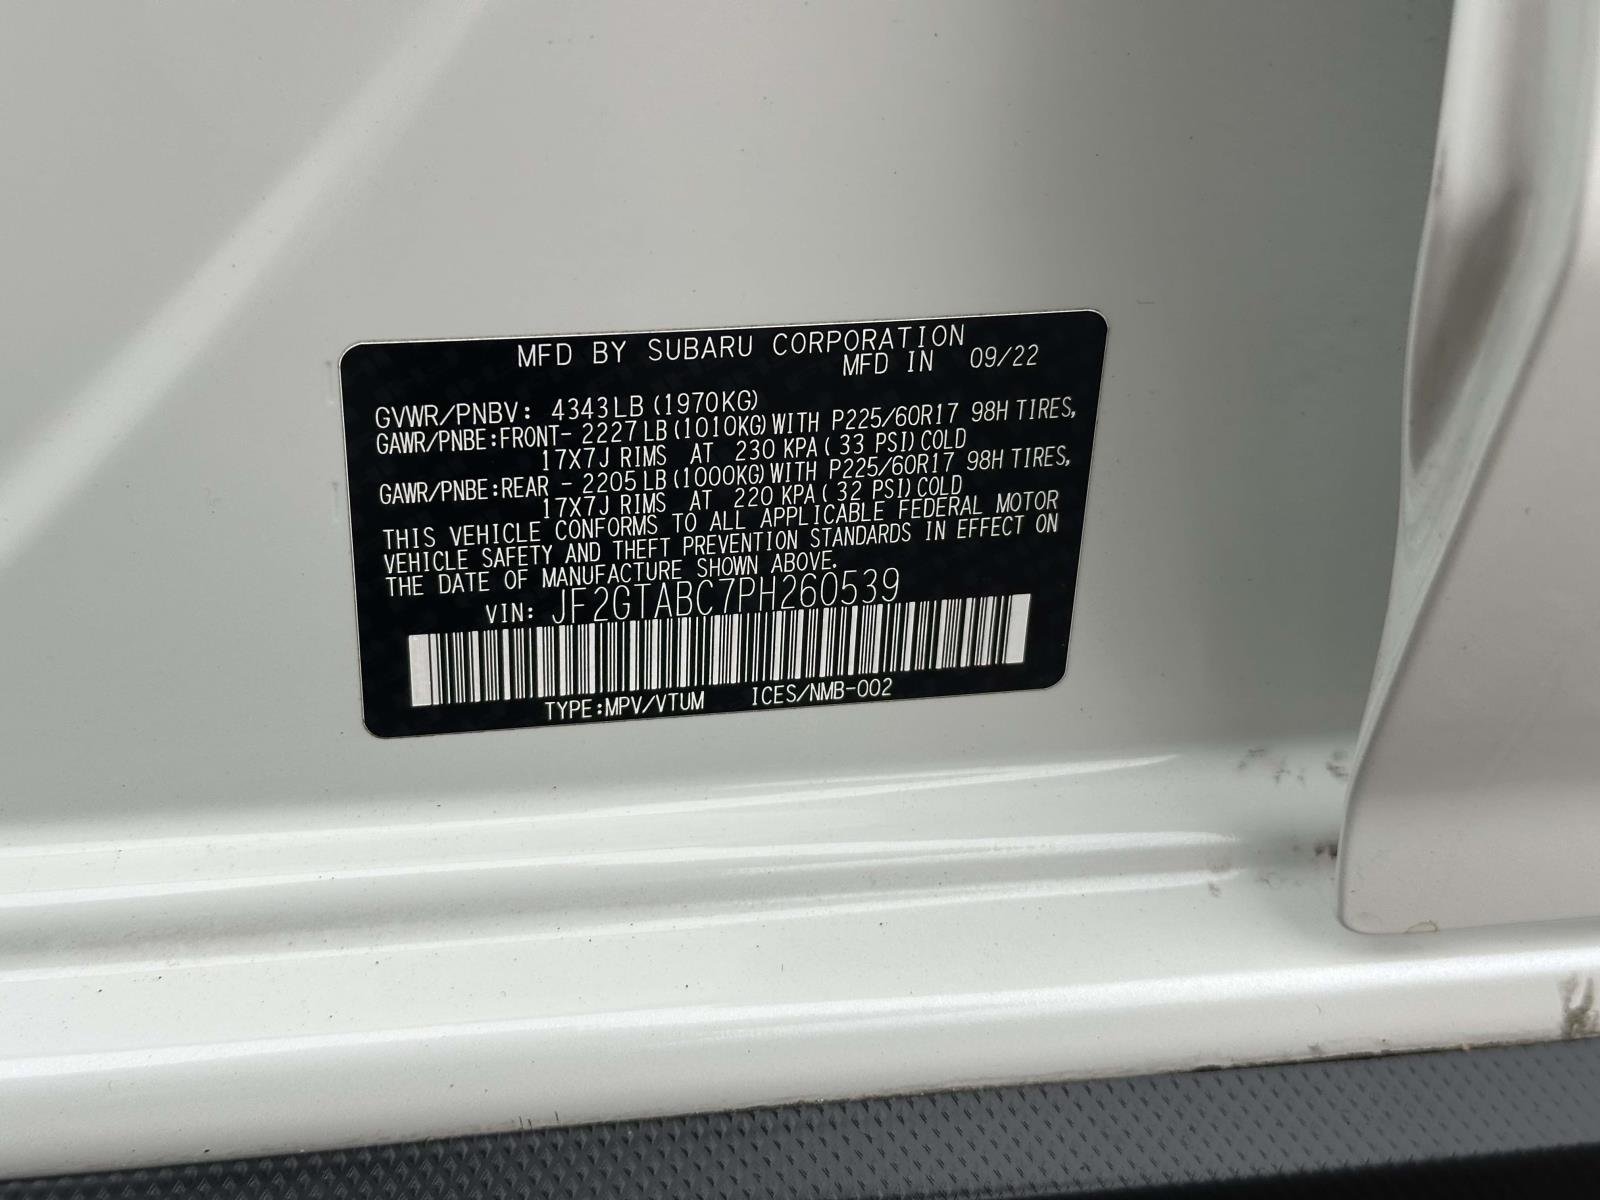 MFD BY SUBARU CORPORATION
MFD IN 09/22
GVWR/PNBV: 4343LB(1970KG)
GAWR/PNBE:FRONT- 2227LB(1010KG)WITH P225/60R17 98H TIRES,
17X7J RIMS AT 230 KPA( 33 PSI)COLD
GAWR/PNBE:REAR - 2205LB(1000KG)WITH P225/60R17 98H TIRES,
17X7J RIMS AT 220 KPA( 32 PSI)COLD
THIS VEHICLE CONFORMS TO ALL APPLICABLE FEDERAL MOTOR
VEHICLE SAFETY AND THEFT PREVENTION STANDARDS IN EFFECT ON
THE DATE OF MANUFACTURE SHOWN ABOVE.
VIN: JF2GTABC7PH260539
TYPE:MPV/VTUM ICES/NMB-002